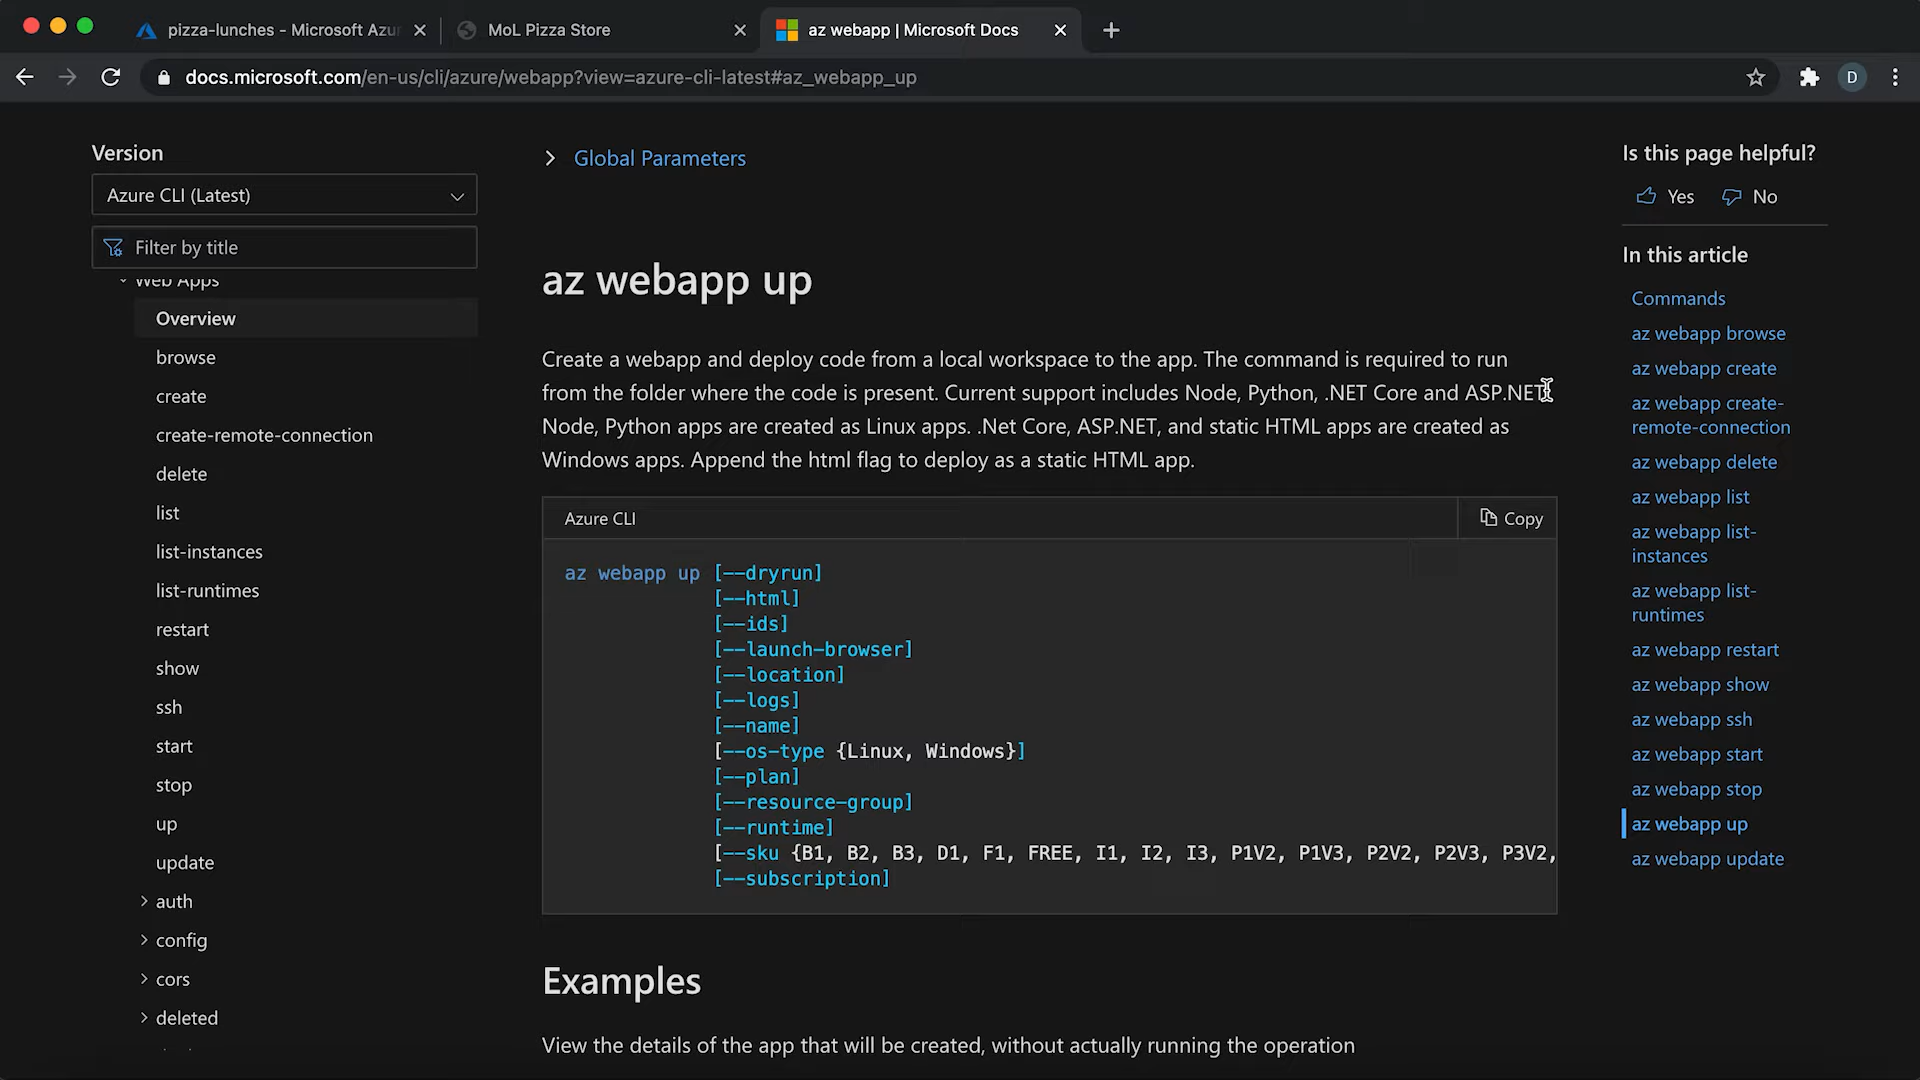 pizza-lunches - Microsoft Azur
MoL Pizza Store
az webapp | Microsoft Docs
docs.microsoft.com/en-us/cli/azure/webapp?view=azure-cli-latest#az_webapp_up
D
Version
Azure CLI (Latest)
Filter by title
Web Apps
Overview
browse
create
create-remote-connection
delete
list
list-instances
list-runtimes
restart
show
ssh
start
stop
up
update
auth
config
cors
deleted
Global Parameters
az webapp up
Create a webapp and deploy code from a local workspace to the app. The command is required to run
from the folder where the code is present. Current support includes Node, Python, .NET Core and ASP.NET.
Node, Python apps are created as Linux apps. .Net Core, ASP.NET, and static HTML apps are created as
Windows apps. Append the html flag to deploy as a static HTML app.
Azure CLI
Copy
az webapp up [--dryrun]
[--html]
[--ids]
[--launch-browser]
[--location]
[--logs]
[--name]
[--os-type {Linux, Windows}]
[--plan]
[--resource-group]
[--runtime]
[--sku {B1, B2, B3, D1, F1, FREE, I1, I2, I3, P1V2, P1V3, P2V2, P2V3, P3V2,
[--subscription]
Examples
View the details of the app that will be created, without actually running the operation
Is this page helpful?
Yes
No
In this article
Commands
az webapp browse
az webapp create
az webapp create-
remote-connection
az webapp delete
az webapp list
az webapp list-
instances
az webapp list-
runtimes
az webapp restart
az webapp show
az webapp ssh
az webapp start
az webapp stop
az webapp up
az webapp update